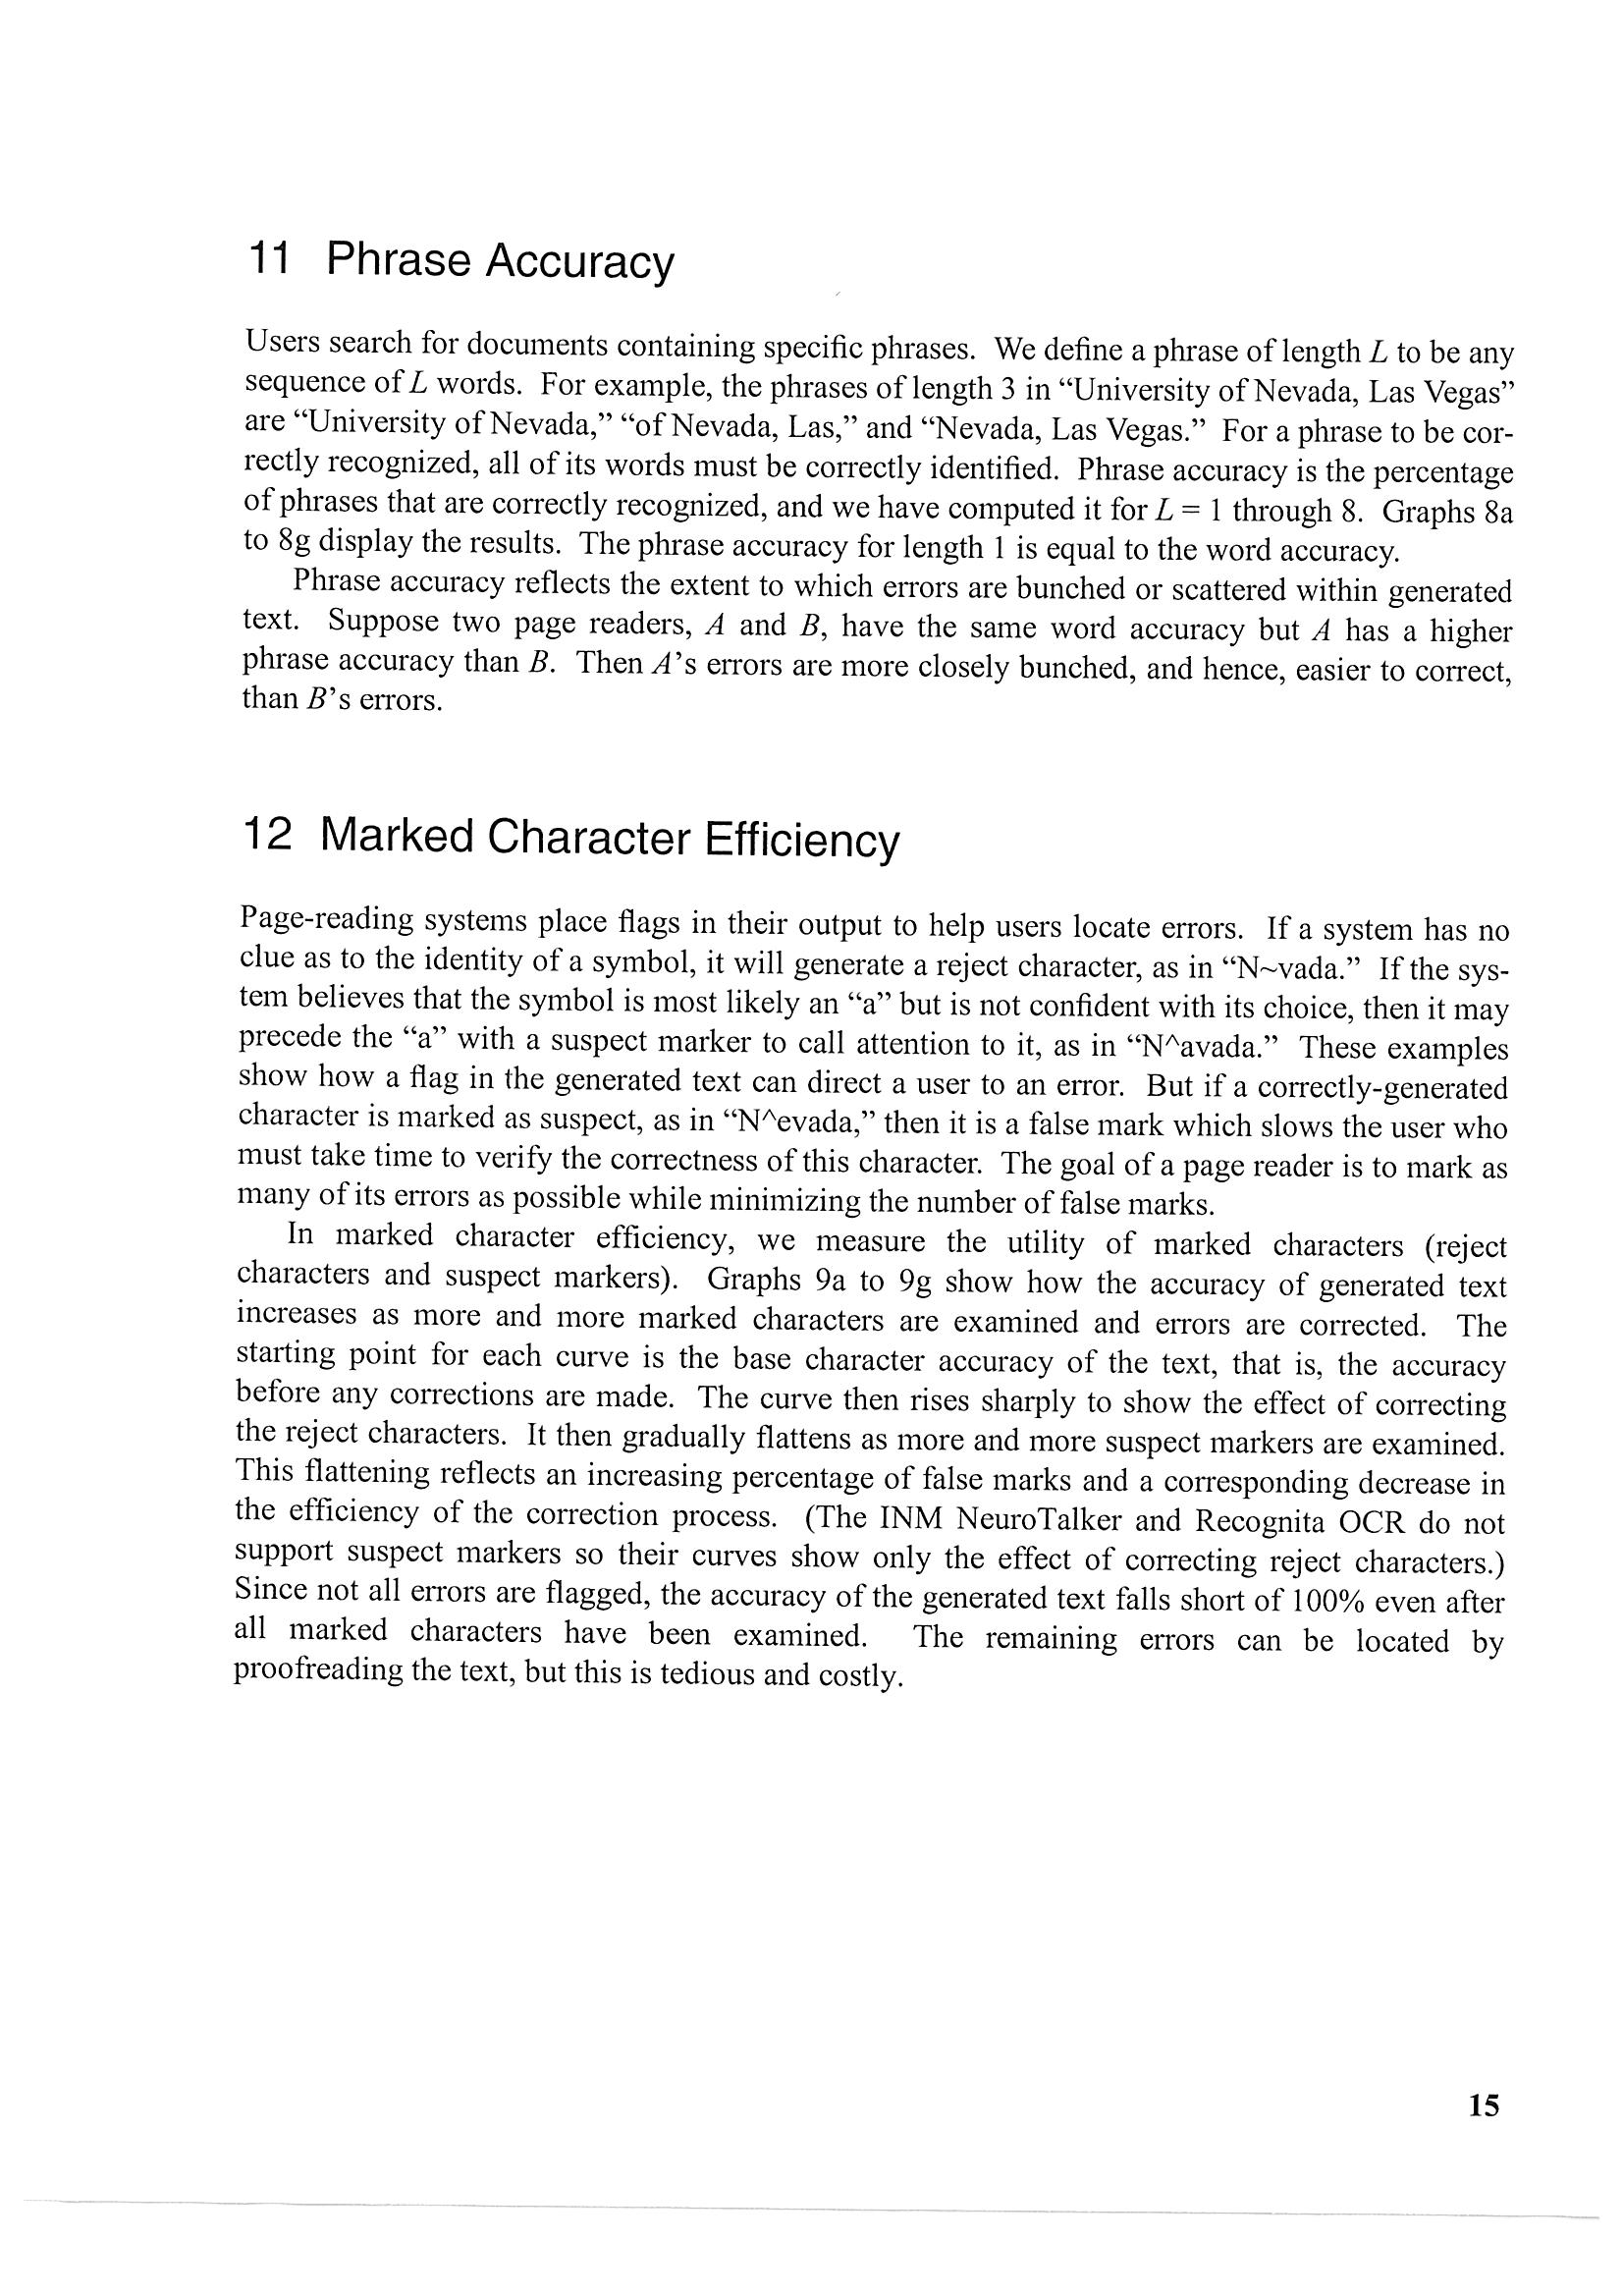 11 Phrase Accuracy
Users search for documents containing specific phrases. We define a phrase of length L to be any
sequence of L words. For example, the phrases of length 3 in “University of Nevada, Las Vegas”
are “University of Nevada,” “of Nevada, Las,” and “Nevada, Las Vegas.” For a phrase to be cor-
rectly recognized, all of its words must be correctly identified. Phrase accuracy is the percentage
of phrases that are correctly recognized, and we have computed it for L = 1 through 8. Graphs 8a
to 8g display the results. The phrase accuracy for length 1 is equal to the word accuracy.
Phrase accuracy reflects the extent to which errors are bunched or scattered within generated
text. Suppose two page readers, A and B, have the same word accuracy but A has a higher
phrase accuracy than B. Then A’s errors are more closely bunched, and hence, easier to correct,
than B’s errors.
12 Marked Character Efficiency
Page-reading systems place flags in their output to help users locate errors. If a system has no
clue as to the identity of a symbol, it will generate a reject character, as in “N~vada.” If the sys-
tem believes that the symbol is most likely an “a” but is not confident with its choice, then it may
precede the “a” with a suspect marker to call attention to it, as in “N^avada.” These examples
show how a flag in the generated text can direct a user to an error. But if a correctly-generated
character is marked as suspect, as in “N^evada,” then it is a false mark which slows the user who
must take time to verify the correctness of this character. The goal of a page reader is to mark as
many of its errors as possible while minimizing the number of false marks.
In marked character efficiency, we measure the utility of marked characters (reject
characters and suspect markers). Graphs 9a to 9g show how the accuracy of generated text
increases as more and more marked characters are examined and errors are corrected. The
starting point for each curve is the base character accuracy of the text, that is, the accuracy
before any corrections are made. The curve then rises sharply to show the effect of correcting
the reject characters. It then gradually flattens as more and more suspect markers are examined.
This flattening reflects an increasing percentage of false marks and a corresponding decrease in
the efficiency of the correction process. (The INM NeuroTalker and Recognita OCR do not
support suspect markers so their curves show only the effect of correcting reject characters.)
Since not all errors are flagged, the accuracy of the generated text falls short of 100% even after
all marked characters have been examined. The remaining errors can be located by
proofreading the text, but this is tedious and costly.
15